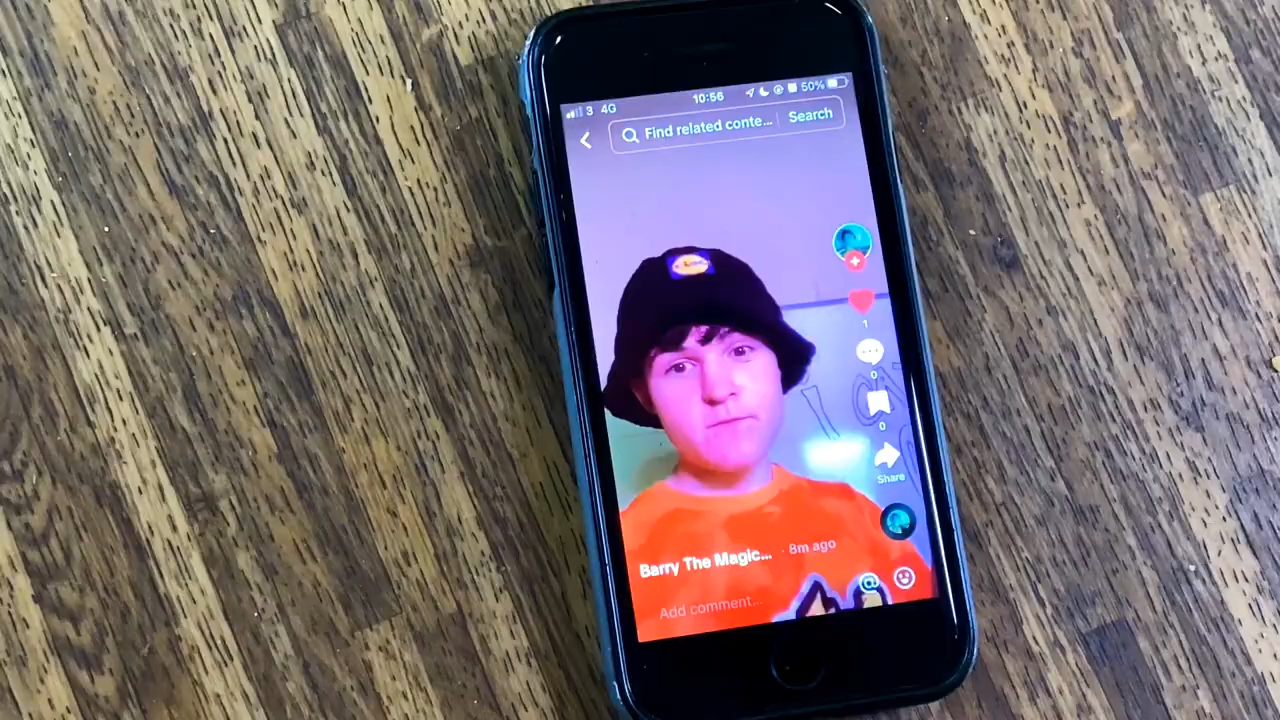 3 4G 10:56 50%
Find related conte... Search
1
0
0
Share
Barry The Magic... · 8m ago
Add comment...
@